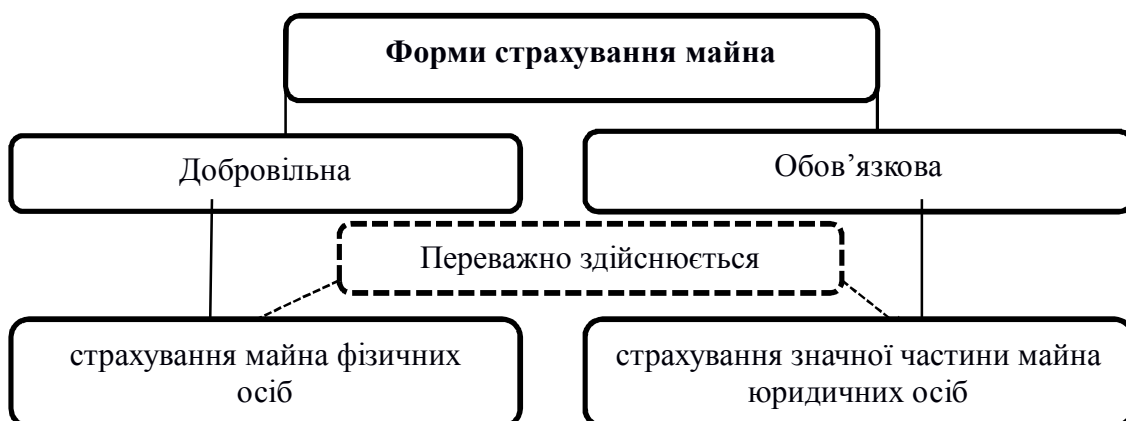 Форми страхування майна
Добровільна
Обов’язкова
Переважно здійснюється
страхування майна фізичних
осіб
страхування значної частини майна
юридичних осіб